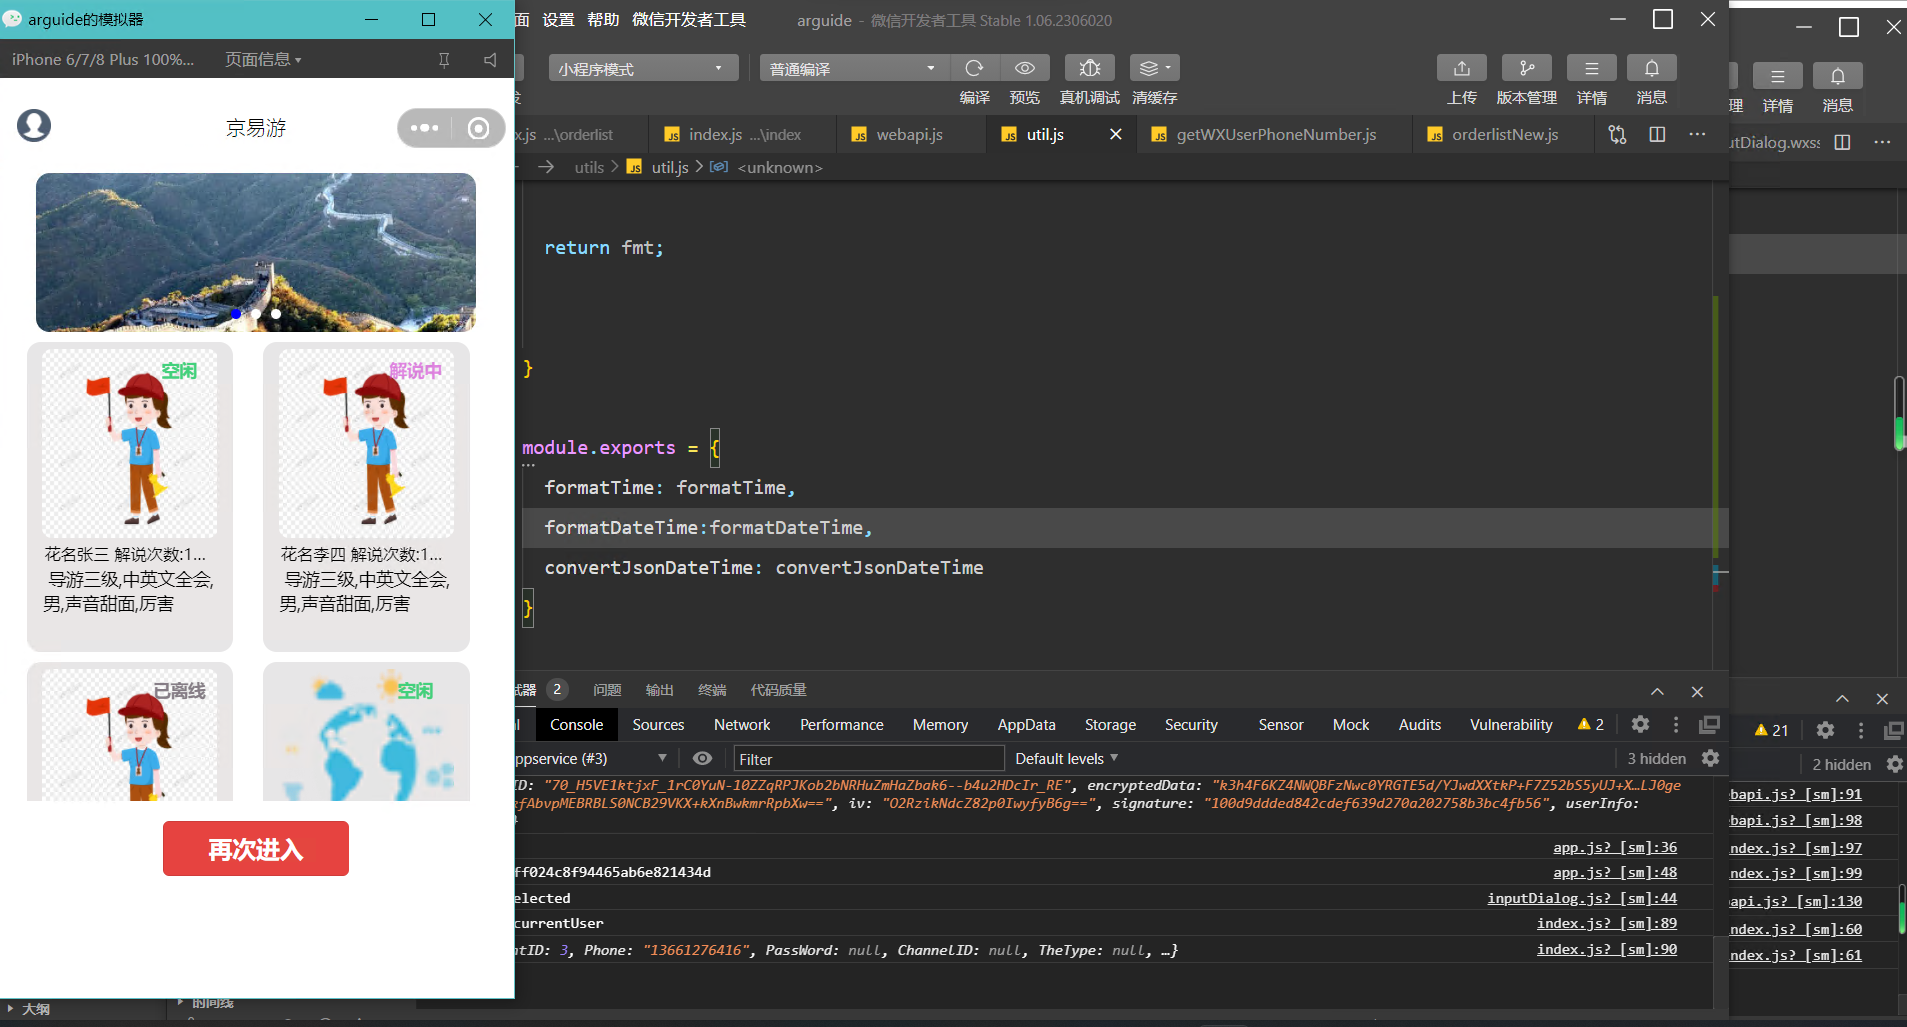 arguide的模拟器
iPhone 6/7/8 Plus 100%...
页面信息
京易游
空闲
解说中
花名张三 解说次数:1...
导游三级,中英文全会,
男,声音甜面,厉害
花名李四 解说次数:1...
导游三级,中英文全会,
男,声音甜面,厉害
已离线
空闲
再次进入
大纲
的间线
面 设置 帮助 微信开发者工具
arguide - 微信开发者工具 Stable 1.06.2306020
小程序模式
普通编译
编译 预览 真机调试 清缓存
上传 版本管理 详情 消息
x.js ...\orderlist
index.js ...\index
webapi.js
util.js
getWXUserPhoneNumber.js
orderlistNew.js
utils > util.js > <unknown>
return fmt;
}
module.exports = {
formatTime: formatTime,
formatDateTime:formatDateTime,
convertJsonDateTime: convertJsonDateTime
}
试器 2 问题 输出 终端 代码质量
Console Sources Network Performance Memory AppData Storage Security Sensor Mock Audits Vulnerability 2
ppservice (#3)
Filter
Default levels
3 hidden
ID: "70_H5VE1ktjxF_1rC0YuN-10ZZqRPJKob2bNRHuZmHaZbak6--b4u2HDcIr_RE", encryptedData: "k3h4F6KZ4NWQBFzNwc0YRGTE5d/YJwdXXtkP+F7Z52bS5yUJ+X…LJ0ge
fAbvpMEBRBLS0NCB29VKX+kXnBwkmrRpbXw==", iv: "O2RzikNdcZ82p0IwyfyB6g==", signature: "100d9ddded842cdef639d270a202758b3bc4fb56", userInfo:
app.js? [sm]:36
ff024c8f94465ab6e821434d
app.js? [sm]:48
elected
inputDialog.js? [sm]:44
currentUser
index.js? [sm]:89
ntID: 3, Phone: "13661276416", PassWord: null, ChannelID: null, TheType: null, …}
index.js? [sm]:90
理 详情 消息
utDialog.wxss
21
2 hidden
ebapi.js? [sm]:91
ebapi.js? [sm]:98
ndex.js? [sm]:97
ndex.js? [sm]:99
bapi.js? [sm]:130
ndex.js? [sm]:60
ndex.js? [sm]:61